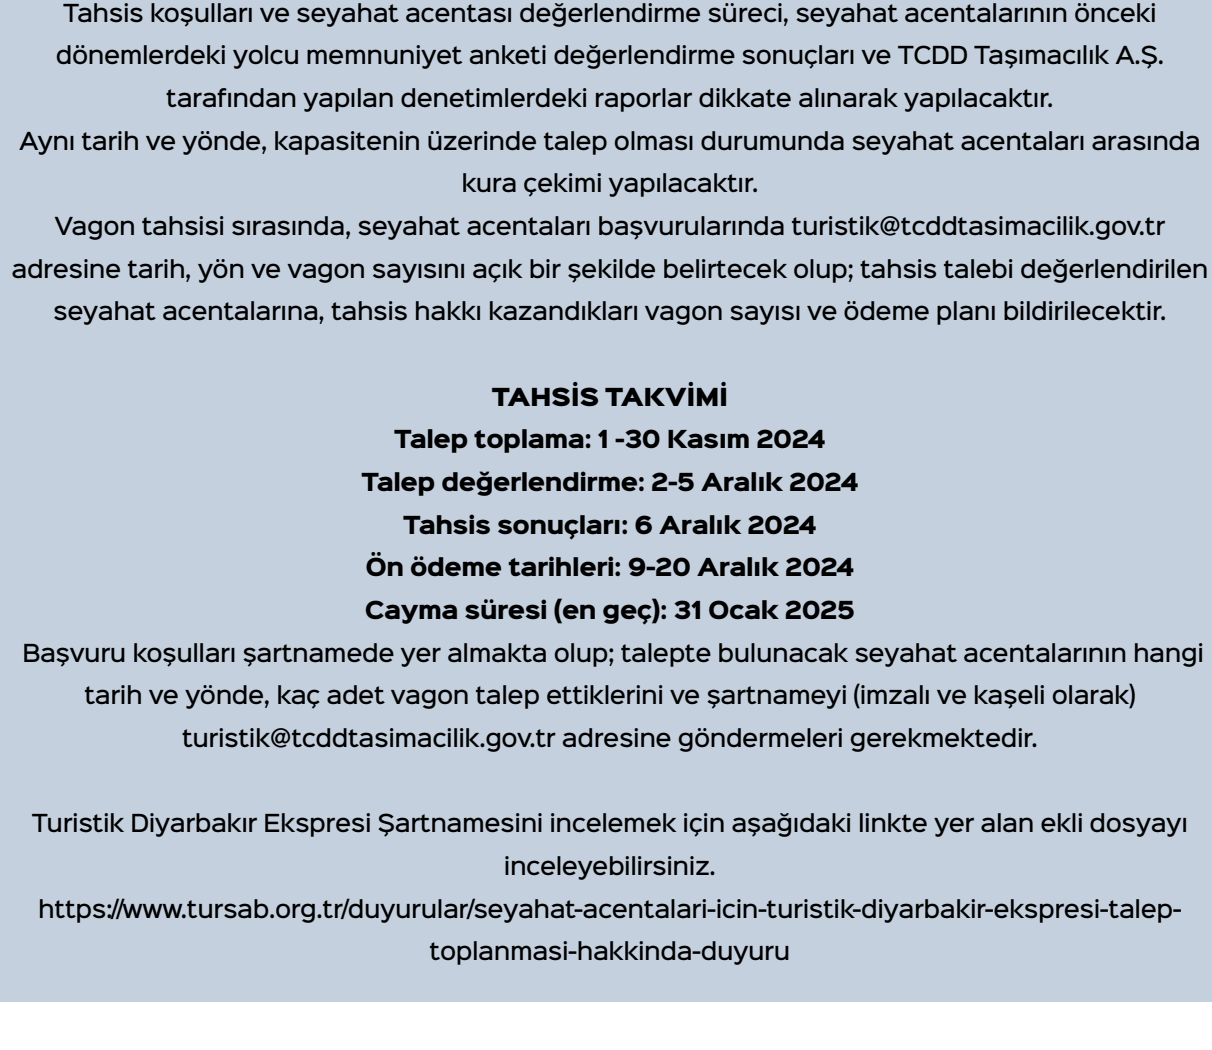 Tahsis koşulları ve seyahat acentası değerlendirme süreci, seyahat acentalarının önceki
dönemlerdeki yolcu memnuniyet anketi değerlendirme sonuçları ve TCDD Taşımacılık A.Ş.
tarafından yapılan denetimlerdeki raporlar dikkate alınarak yapılacaktır.
Aynı tarih ve yönde, kapasitenin üzerinde talep olması durumunda seyahat acentaları arasında
kura çekimi yapılacaktır.
Vagon tahsisi sırasında, seyahat acentaları başvurularında turistik@tcddtasimacilik.gov.tr
adresine tarih, yön ve vagon sayısını açık bir şekilde belirtecek olup; tahsis talebi değerlendirilen
seyahat acentalarına, tahsis hakkı kazandıkları vagon sayısı ve ödeme planı bildirilecektir.
TAHSİS TAKVİMİ
Talep toplama: 1 -30 Kasım 2024
Talep değerlendirme: 2-5 Aralık 2024
Tahsis sonuçları: 6 Aralık 2024
Ön ödeme tarihleri: 9-20 Aralık 2024
Cayma süresi (en geç): 31 Ocak 2025
Başvuru koşulları şartnamede yer almakta olup; talepte bulunacak seyahat acentalarının hangi
tarih ve yönde, kaç adet vagon talep ettiklerini ve şartnameyi (imzalı ve kaşeli olarak)
turistik@tcddtasimacilik.gov.tr adresine göndermeleri gerekmektedir.
Turistik Diyarbakır Ekspresi Şartnamesini incelemek için aşağıdaki linkte yer alan ekli dosyayı
inceleyebilirsiniz.
https://www.tursab.org.tr/duyurular/seyahat-acentalari-icin-turistik-diyarbakir-ekspresi-talep-
toplanmasi-hakkinda-duyuru